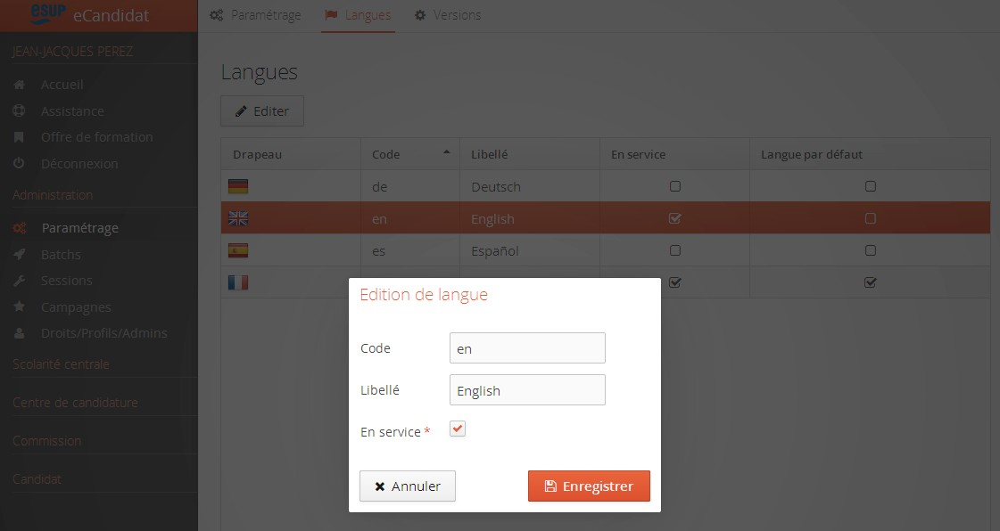 esup eCandidat
Paramétrage Langues Versions
JEAN-JACQUES PEREZ
Accueil
Assistance
Offre de formation
Déconnexion
Administration
Paramétrage
Batchs
Sessions
Campagnes
Droits/Profils/Admins
Scolarité centrale
Centre de candidature
Commission
Candidat
Langues
Editer
Drapeau Code Libellé En service Langue par défaut
de Deutsch
en English
es Español
Edition de langue
Code en
Libellé English
En service *
Annuler Enregistrer